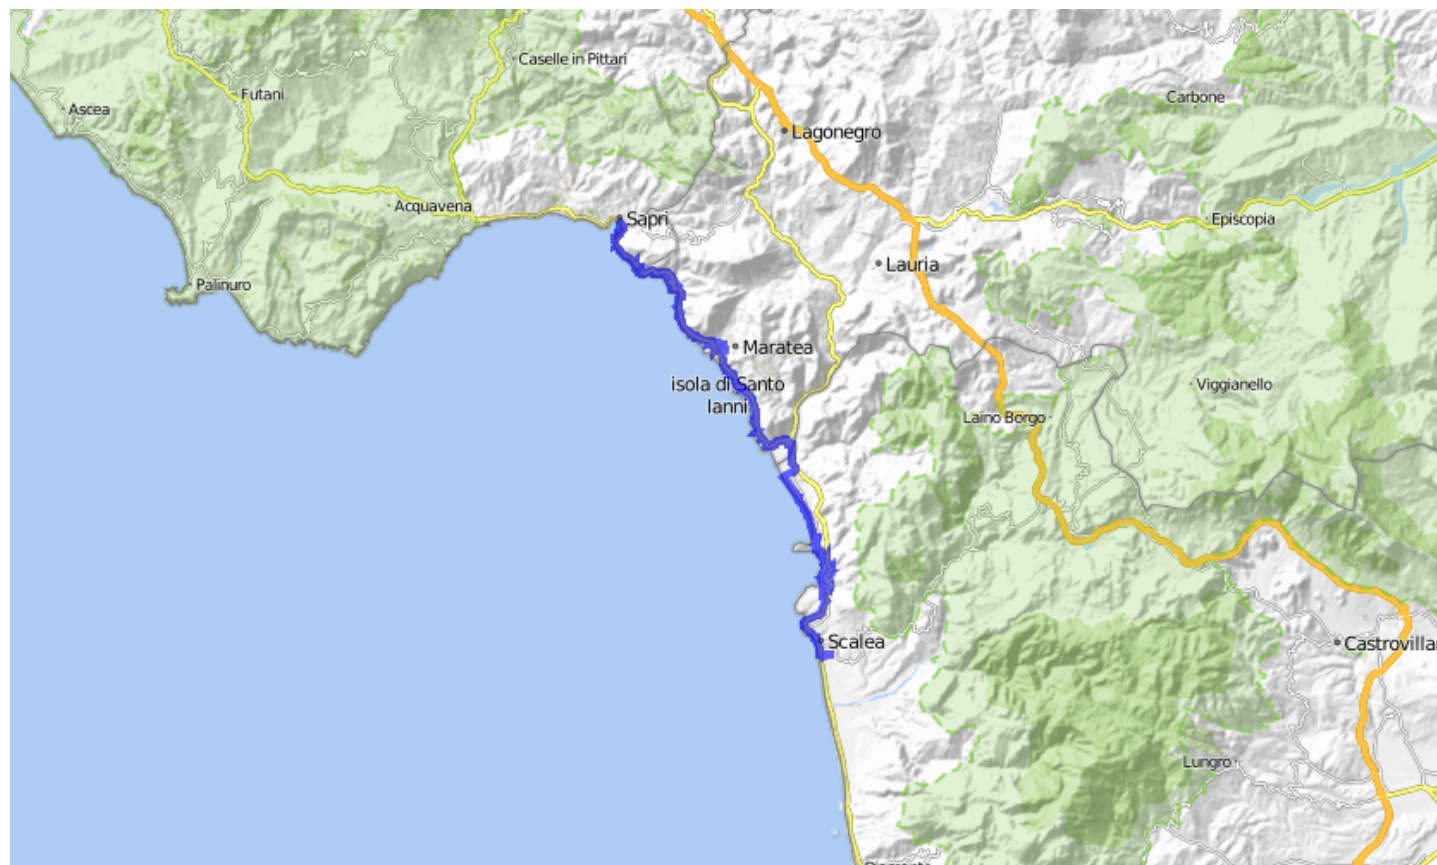 Caselle in Pittari
Futani
Ascea
Carbone
Lagonegro
Acquavena
Sapri
Episcopia
Lauria
Palinuro
Maratea
isola di Santo
Ianni
Viggianello
Laino Borgo
Scalea
Castrovillar
Lungro